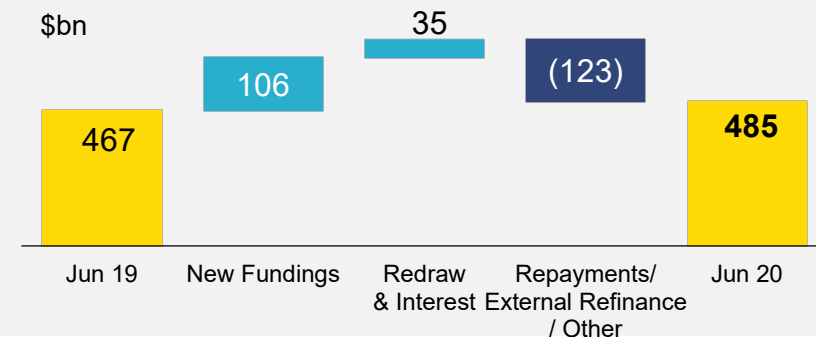 $bn
467
106
35
(123)
485
Jun 19
New Fundings
Redraw
& Interest
Repayments/
External Refinance
/ Other
Jun 20